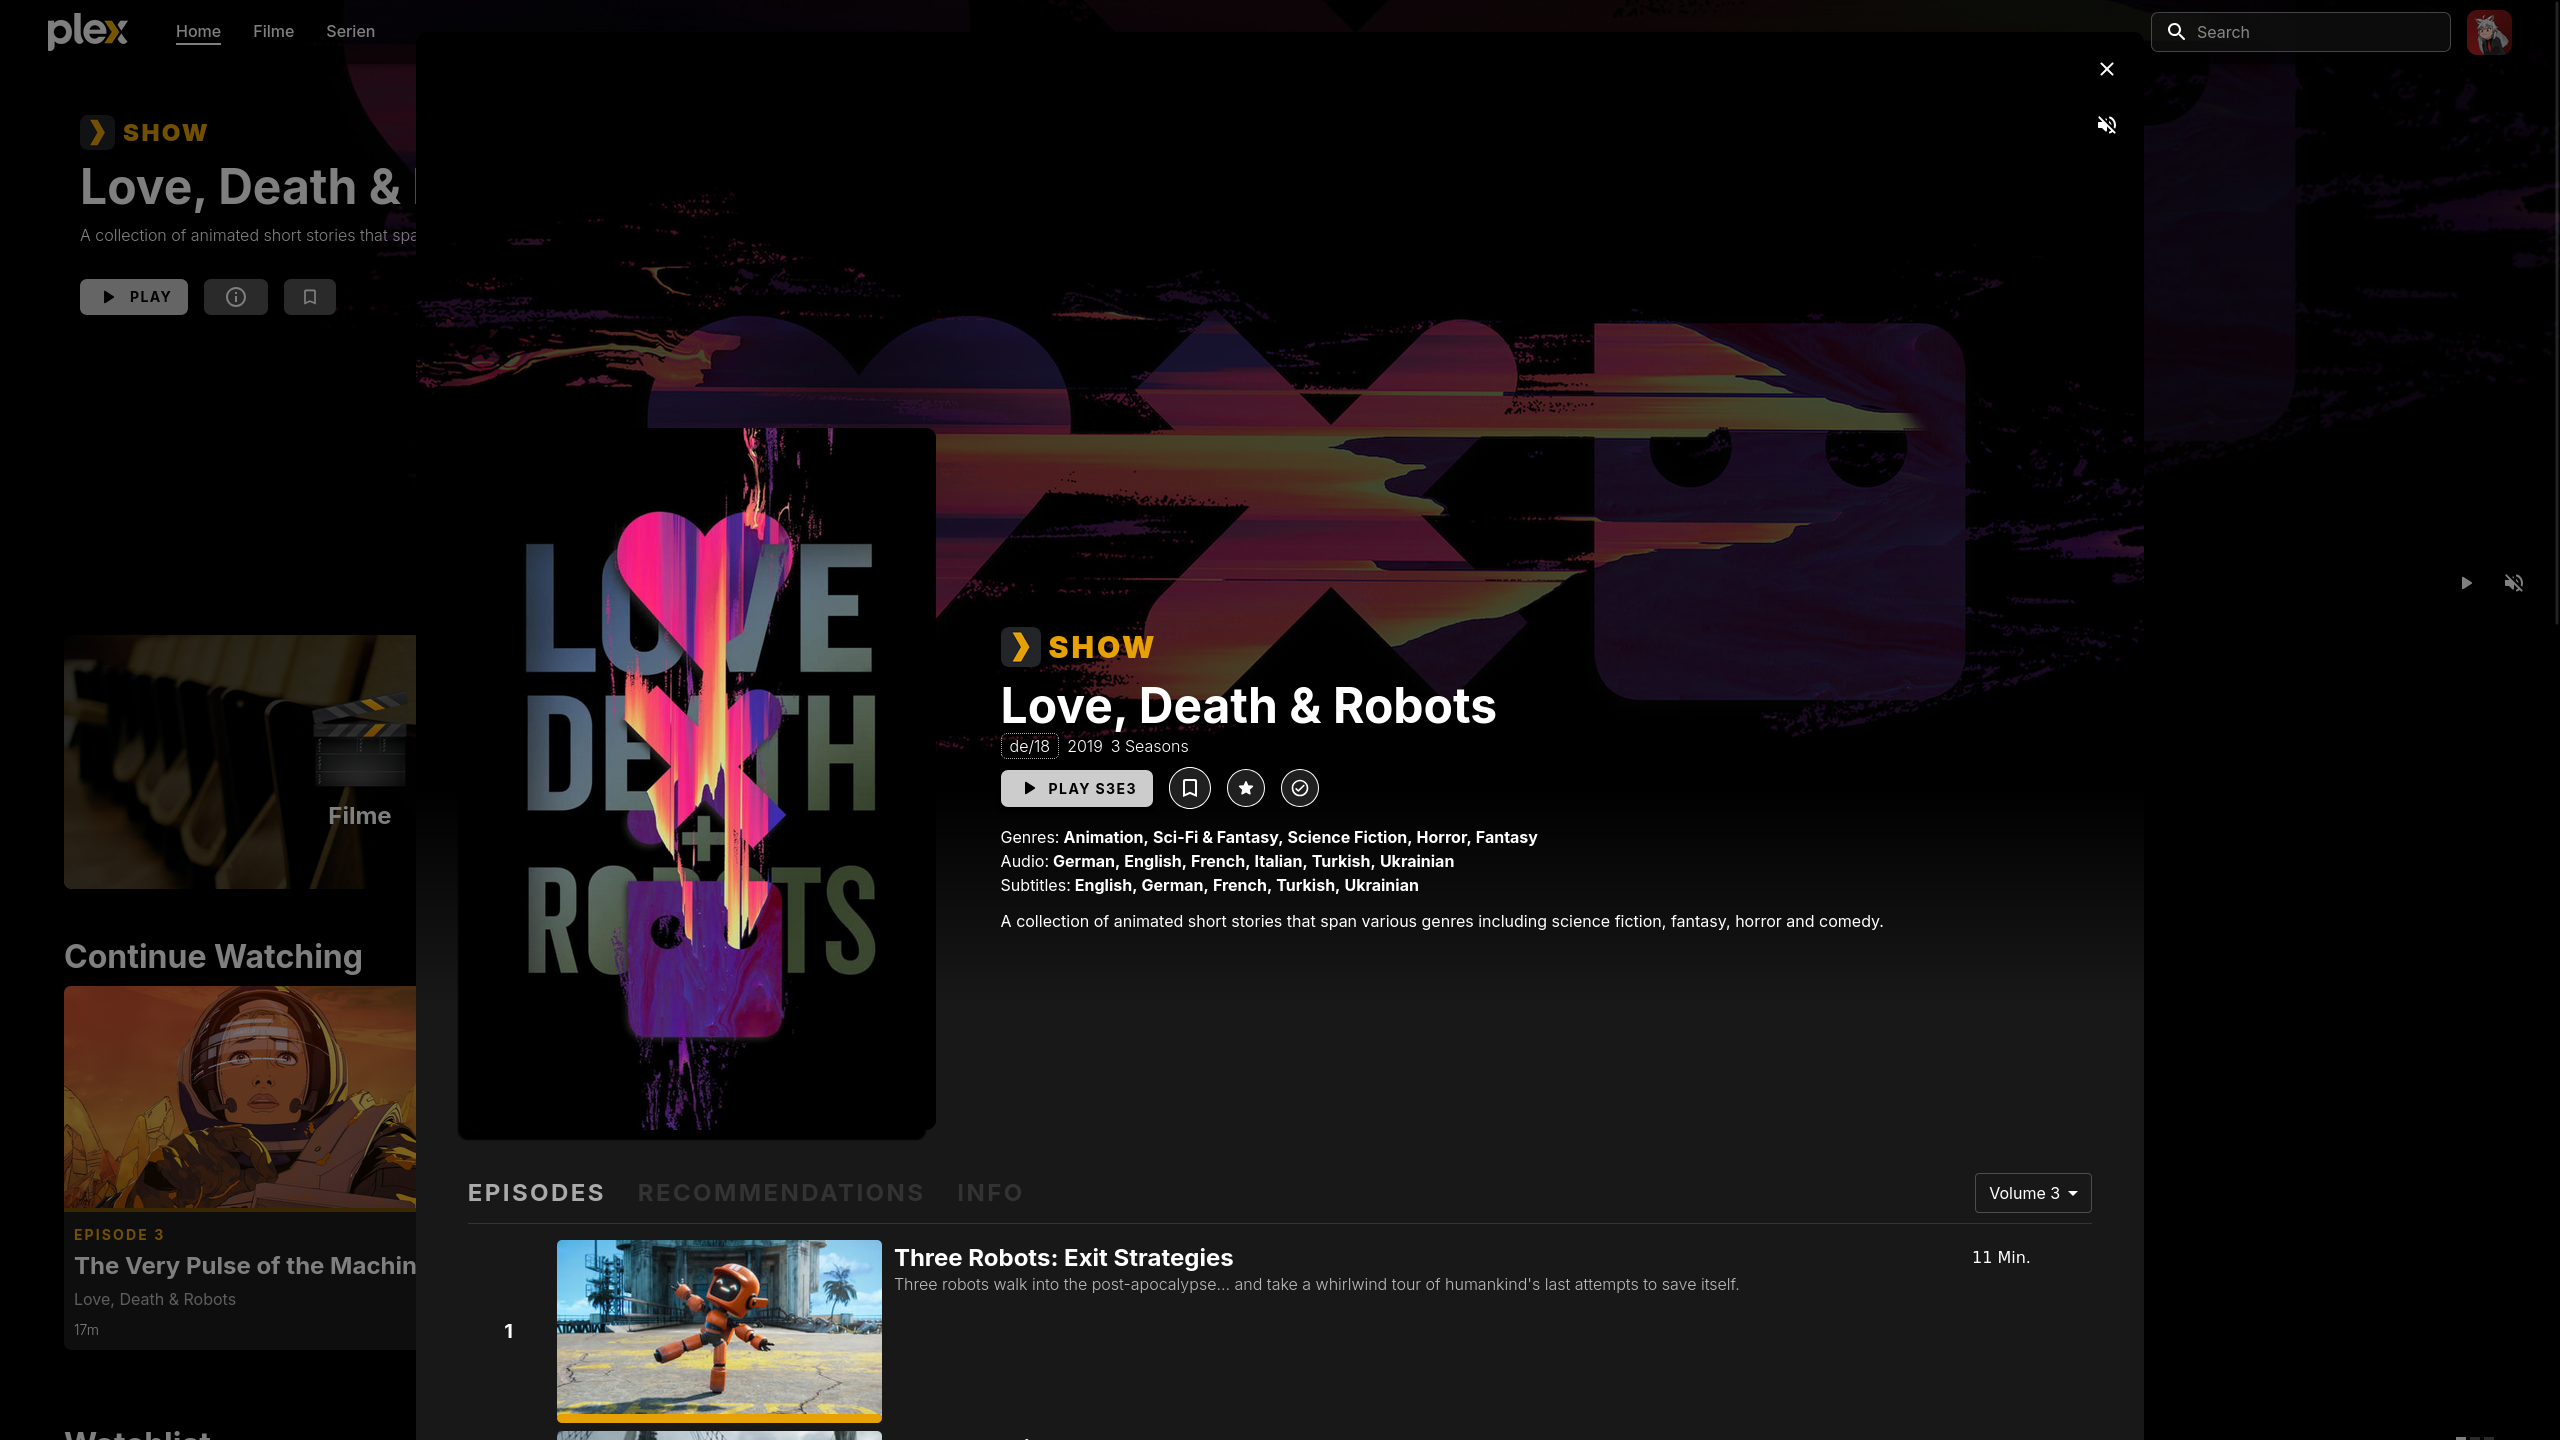 plex
Home
Filme
Serien
Search
SHOW
Love, Death &
A collection of animated short stories that spa
PLAY
Filme
Continue Watching
EPISODE 3
The Very Pulse of the Machin
Love, Death & Robots
17m
LOVE
DEATH
+
ROBOTS
SHOW
Love, Death & Robots
de/18 2019 3 Seasons
PLAY S3E3
Genres: Animation, Sci-Fi & Fantasy, Science Fiction, Horror, Fantasy
Audio: German, English, French, Italian, Turkish, Ukrainian
Subtitles: English, German, French, Turkish, Ukrainian
A collection of animated short stories that span various genres including science fiction, fantasy, horror and comedy.
EPISODES
RECOMMENDATIONS
INFO
Volume 3
1
Three Robots: Exit Strategies
11 Min.
Three robots walk into the post-apocalypse... and take a whirlwind tour of humankind's last attempts to save itself.